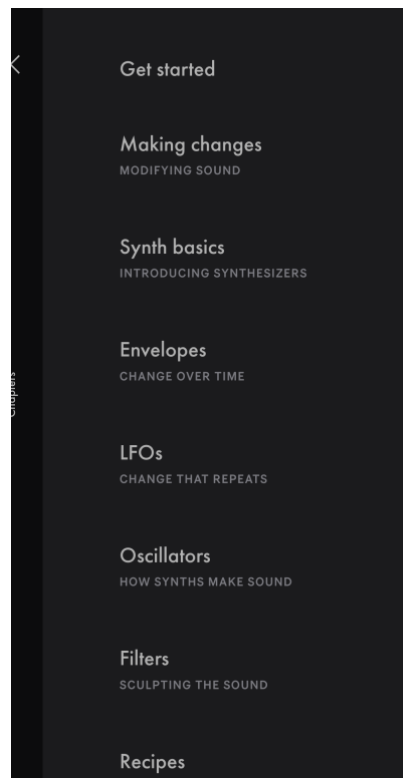 Get started
Making changes
MODIFYING SOUND
Synth basics
INTRODUCING SYNTHESIZERS
Envelopes
CHANGE OVER TIME
Chapters
LFOs
CHANGE THAT REPEATS
Oscillators
HOW SYNTHS MAKE SOUND
Filters
SCULPTING THE SOUND
Recipes